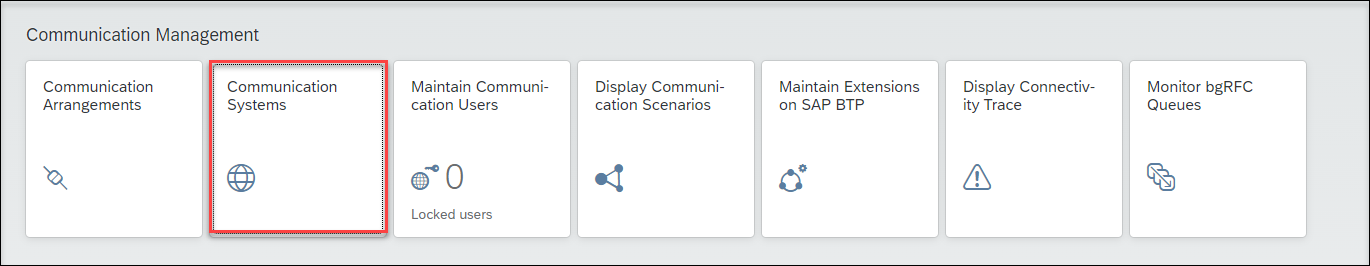 Communication Management
Communication
Arrangements
Communication
Systems
Maintain Communi-
cation Users
0
Locked users
Display Communi-
cation Scenarios
Maintain Extensions
on SAP BTP
Display Connectiv-
ity Trace
Monitor bgRFC
Queues